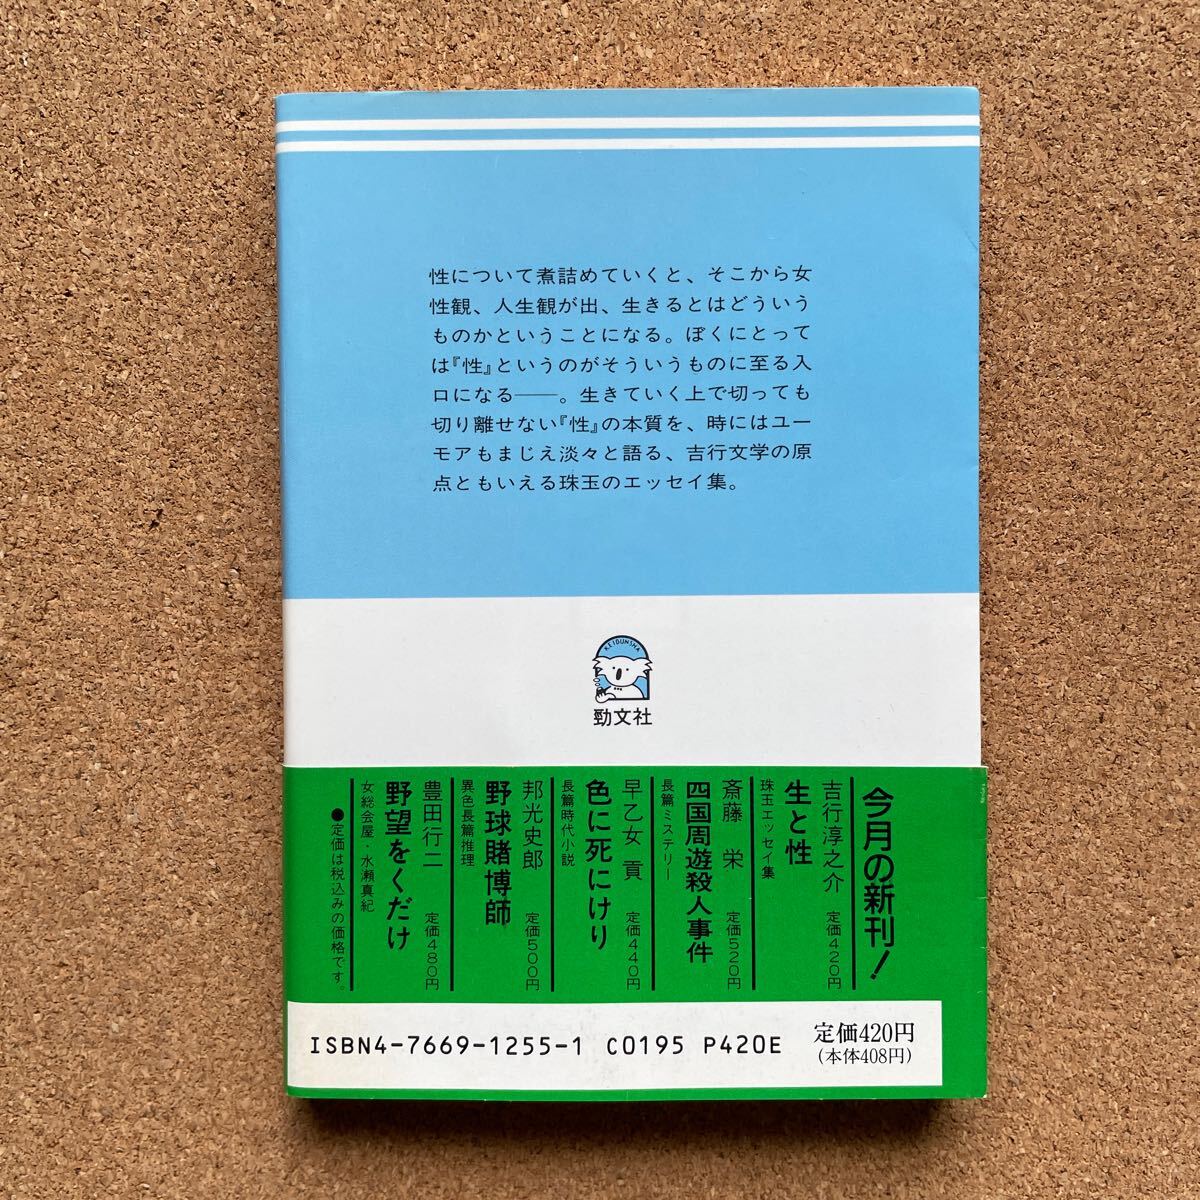 性について煮詰めていくと、そこから女
性観、人生観が出、生きるとはどういう
ものかということになる。ぼくにとって
は『性』というのがそういうものに至る入
口になる――。生きていく上で切っても
切り離せない『性』の本質を、時にはユー
モアもまじえ淡々と語る、吉行文学の原
点ともいえる珠玉のエッセイ集。
KEIBUNSHA
勁文社
今月の新刊！
吉行淳之介 定価420円
生と性
珠玉エッセイ集
斎藤 栄 定価520円
四国周遊殺人事件
長篇ミステリー
早乙女 貢 定価440円
色に死にけり
長篇時代小説
邦光史郎 定価500円
野球賭博師
異色長篇推理
豊田行二 定価480円
野望をくだけ
女総会屋・水瀬真紀
●定価は税込みの価格です。
ISBN4-7669-1255-1 C0195 P420E
定価420円
(本体408円)